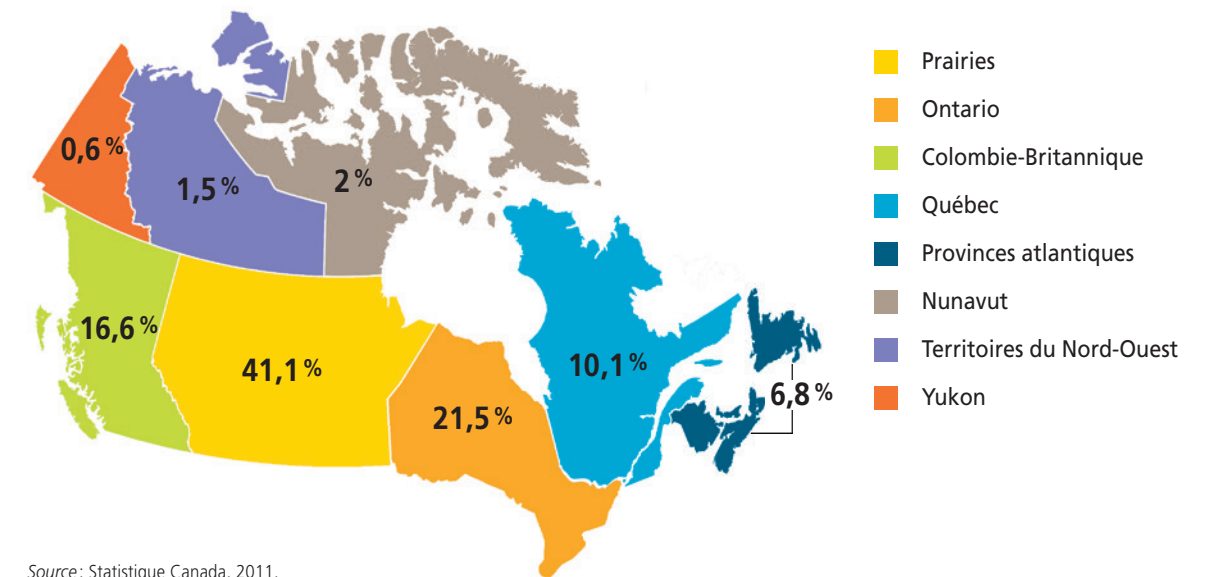 Prairies
Ontario
Colombie-Britannique
Québec
Provinces atlantiques
Nunavut
Territoires du Nord-Ouest
Yukon
0,6 %
1,5 %
2 %
16,6 %
41,1 %
21,5 %
10,1 %
6,8 %
Source : Statistique Canada, 2011.